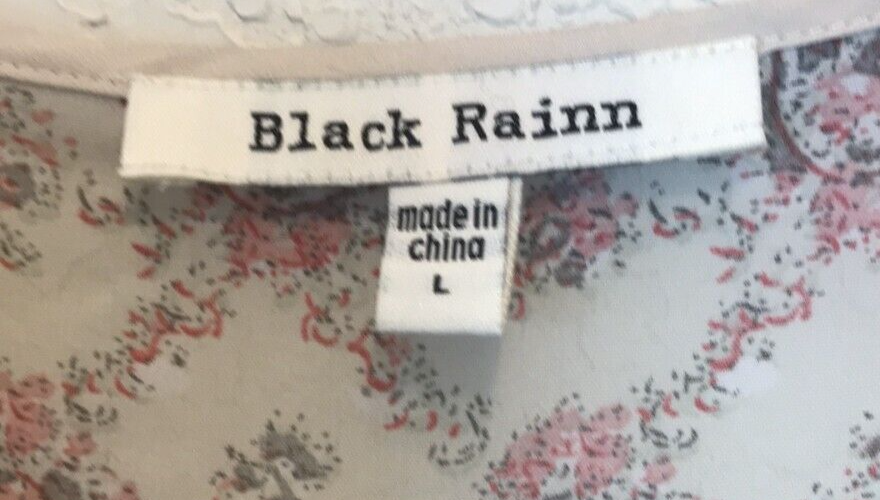 Black Rainn
made in
china
L